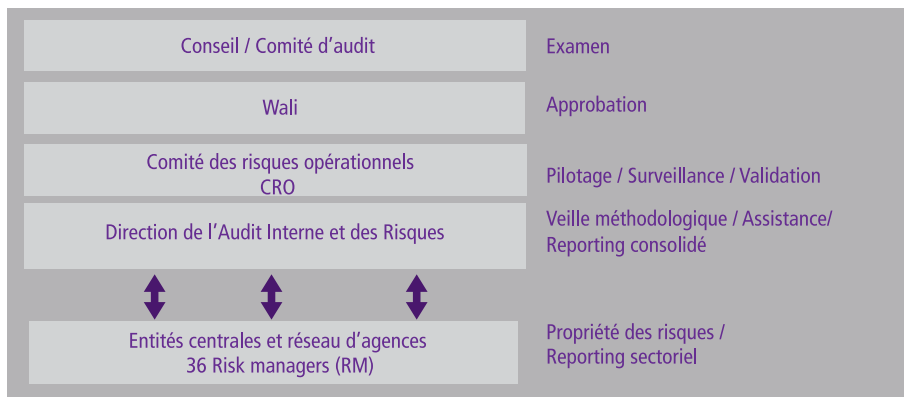 Conseil / Comité d'audit
Examen
Wali
Approbation
Comité des risques opérationnels
CRO
Pilotage / Surveillance / Validation
Direction de l'Audit Interne et des Risques
Veille méthodologique / Assistance/
Reporting consolidé
Entités centrales et réseau d'agences
36 Risk managers (RM)
Propriété des risques /
Reporting sectoriel